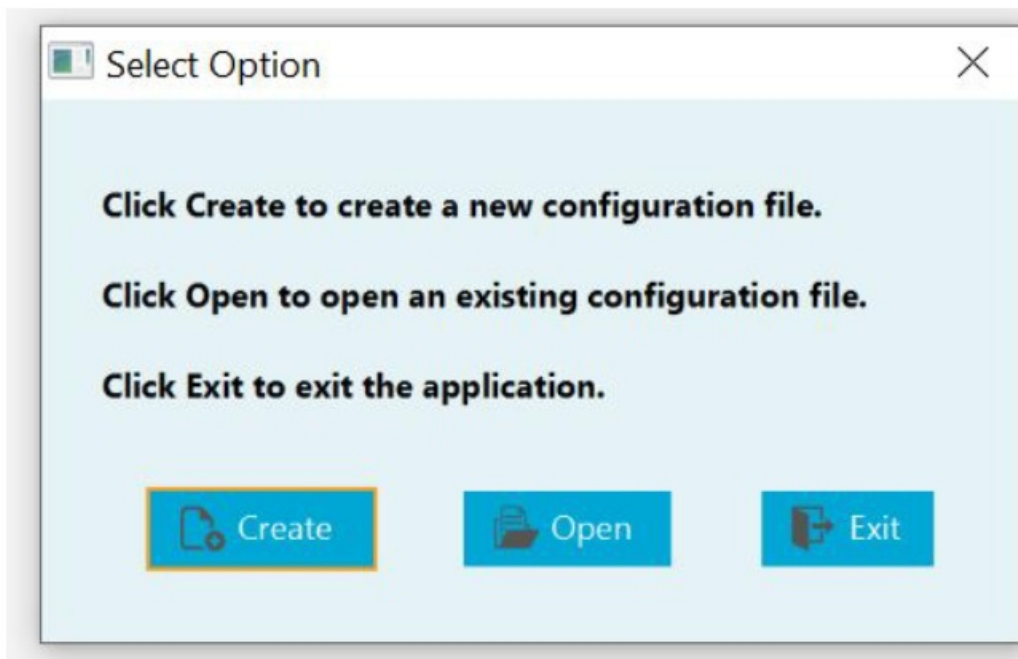 Select Option
Click Create to create a new configuration file.
Click Open to open an existing configuration file.
Click Exit to exit the application.
Create Open Exit